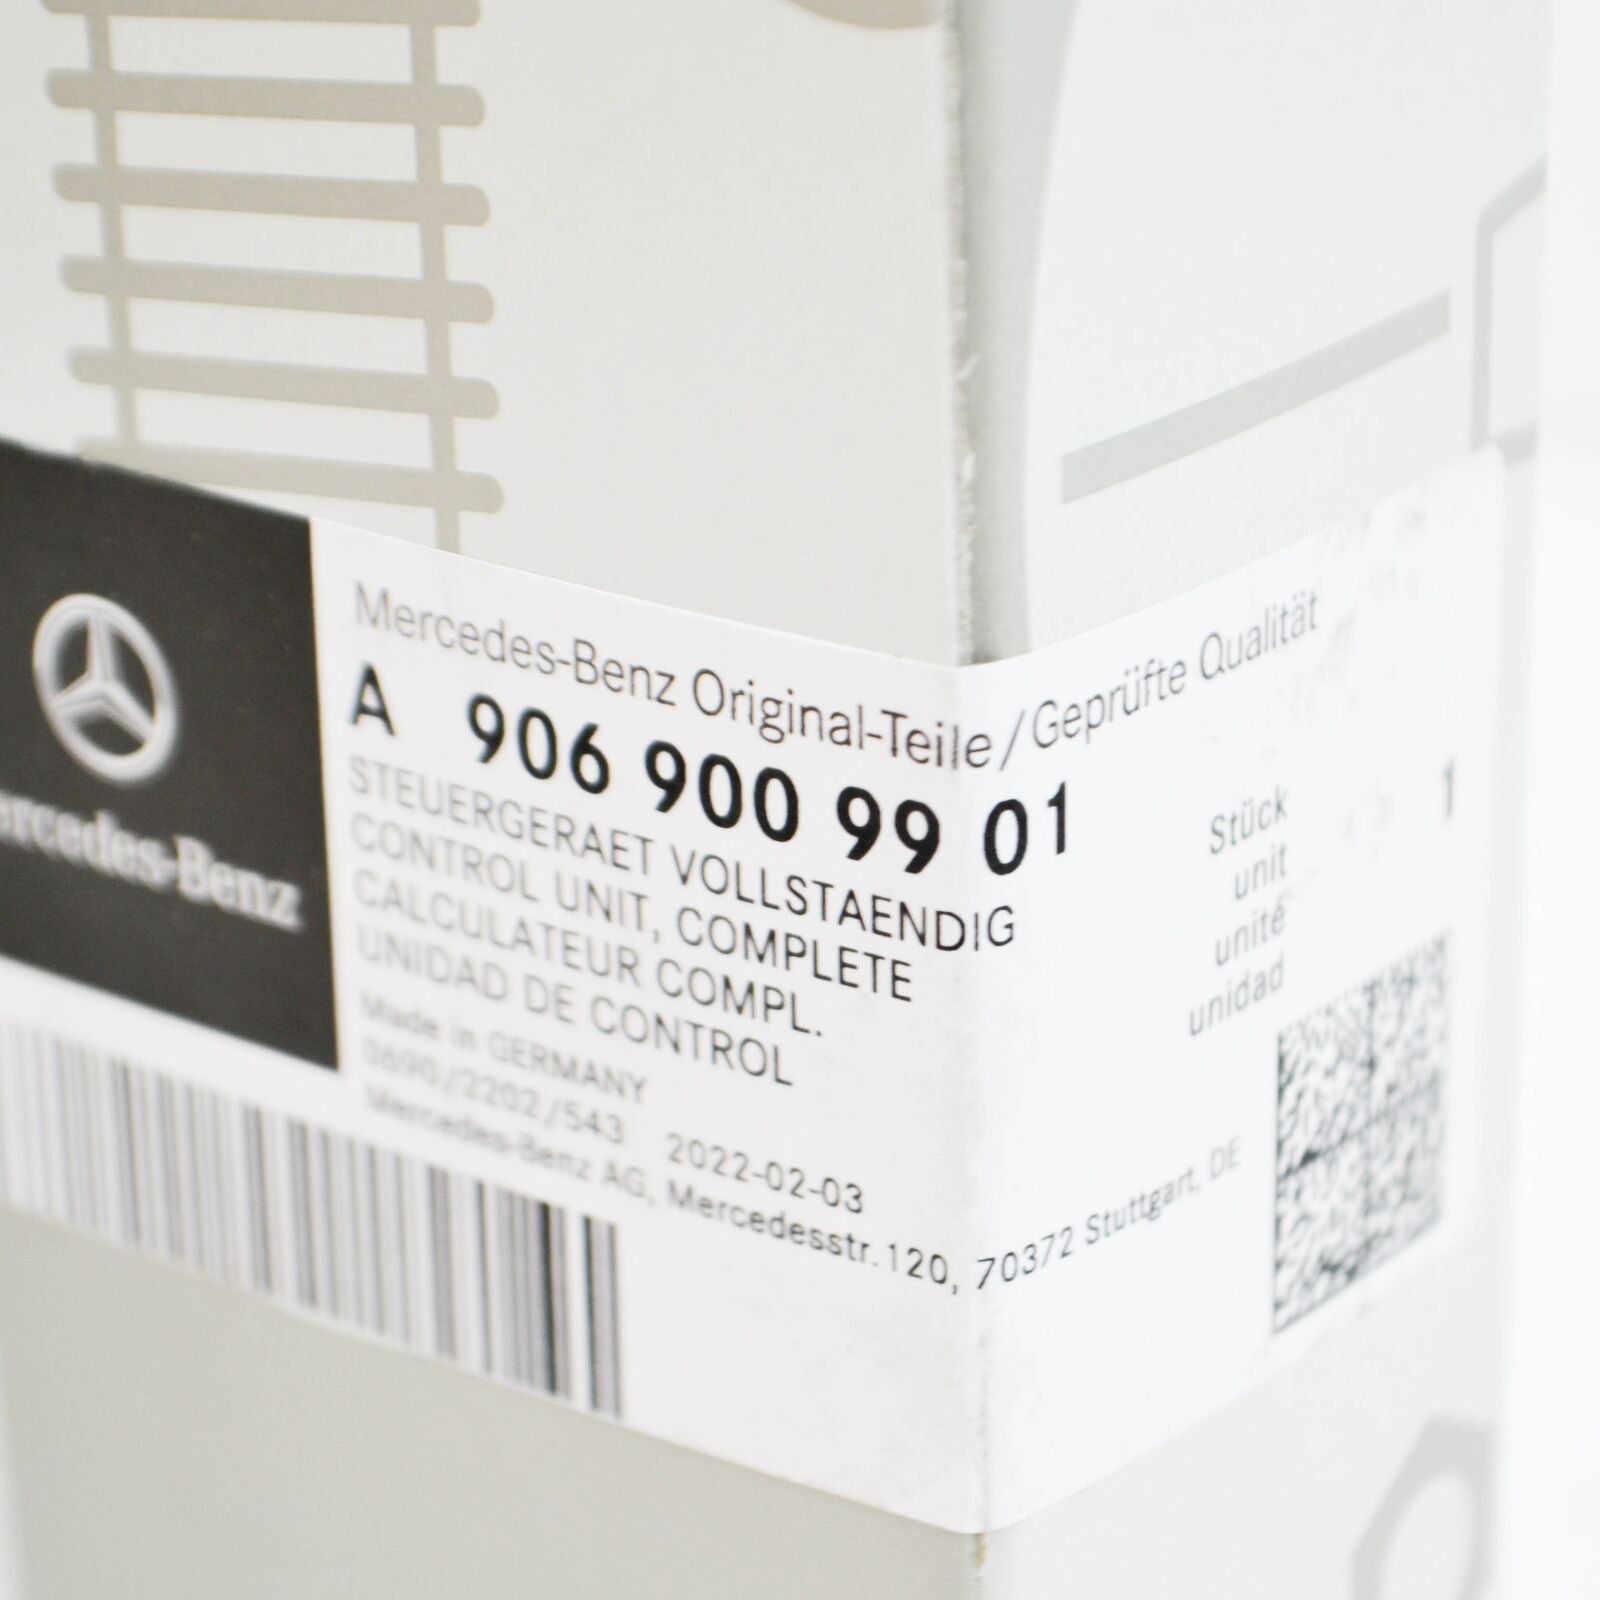 Mercedes-Benz
Mercedes-Benz Original-Teile/Geprüfte Qualität
A 906 900 99 01
STEUERGERAET VOLLSTAENDIG
CONTROL UNIT, COMPLETE
CALCULATEUR COMPL.
UNIDAD DE CONTROL
Made in GERMANY
0690/2202/543 2022-02-03
Mercedes-Benz AG, Mercedesstr.120, 70372 Stuttgart, DE
Stück 1
unit
unité
unidad